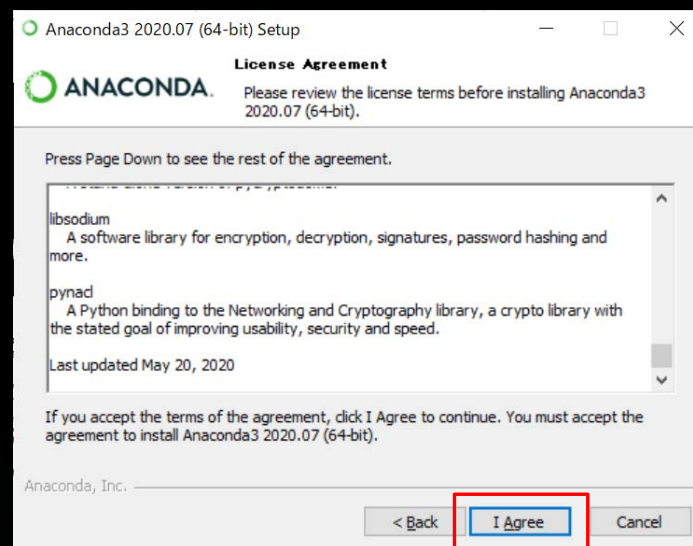 Anaconda3 2020.07 (64-bit) Setup
ANACONDA.
License Agreement
Please review the license terms before installing Anaconda3
2020.07 (64-bit).
Press Page Down to see the rest of the agreement.
libsodium
A software library for encryption, decryption, signatures, password hashing and
more.
pynacl
A Python binding to the Networking and Cryptography library, a crypto library with
the stated goal of improving usability, security and speed.
Last updated May 20, 2020
If you accept the terms of the agreement, click I Agree to continue. You must accept the
agreement to install Anaconda3 2020.07 (64-bit).
Anaconda, Inc.
< Back
I Agree
Cancel